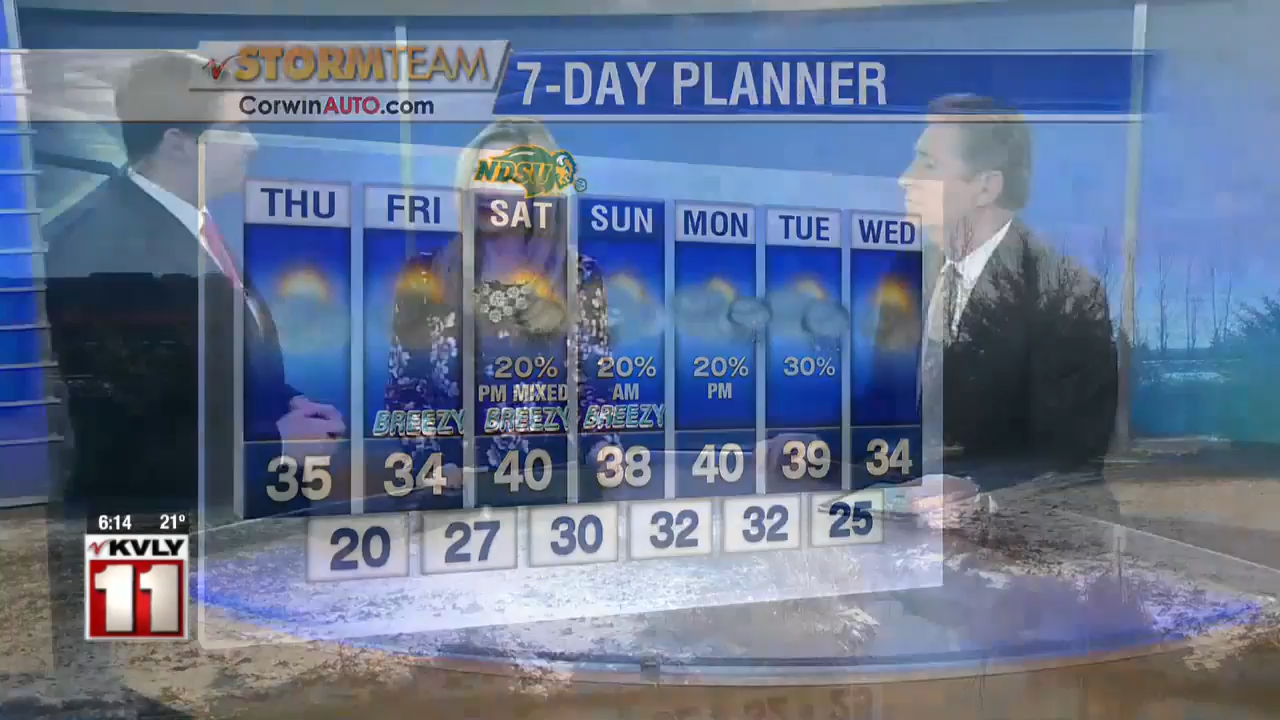 STORMTEAM
CorwinAUTO.com
7-DAY PLANNER
NDSU
THU FRI SAT SUN MON TUE WED
20% 20% 20% 30%
PM MIXED AM PM
BREEZY BREEZY BREEZY
35 34 40 38 40 39 34
20 27 30 32 32 25
6:14 21°
KVLY
11